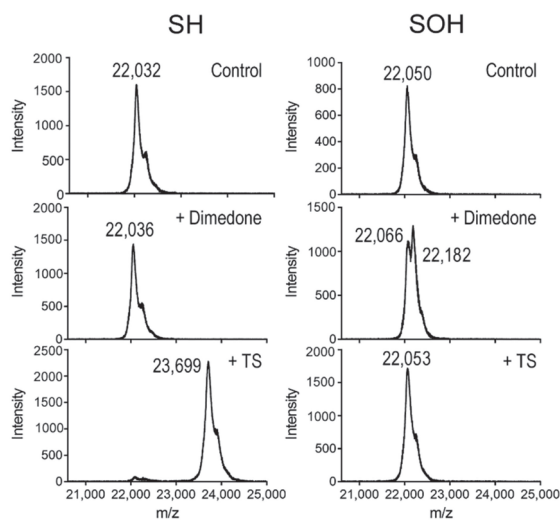 SH
SOH
2000
1500
1000
500
0
Intensity
22,032
Control
1000
800
600
400
200
0
Intensity
22,050
Control
2000
1500
1000
500
0
Intensity
+ Dimedone
22,036
1500
1000
500
0
Intensity
+ Dimedone
22,066
22,182
2500
2000
1500
1000
500
0
Intensity
23,699
+ TS
21,000 22,000 23,000 24,000 25,000
m/z
2000
1500
1000
500
0
Intensity
22,053
+ TS
21,000 22,000 23,000 24,000 25,000
m/z